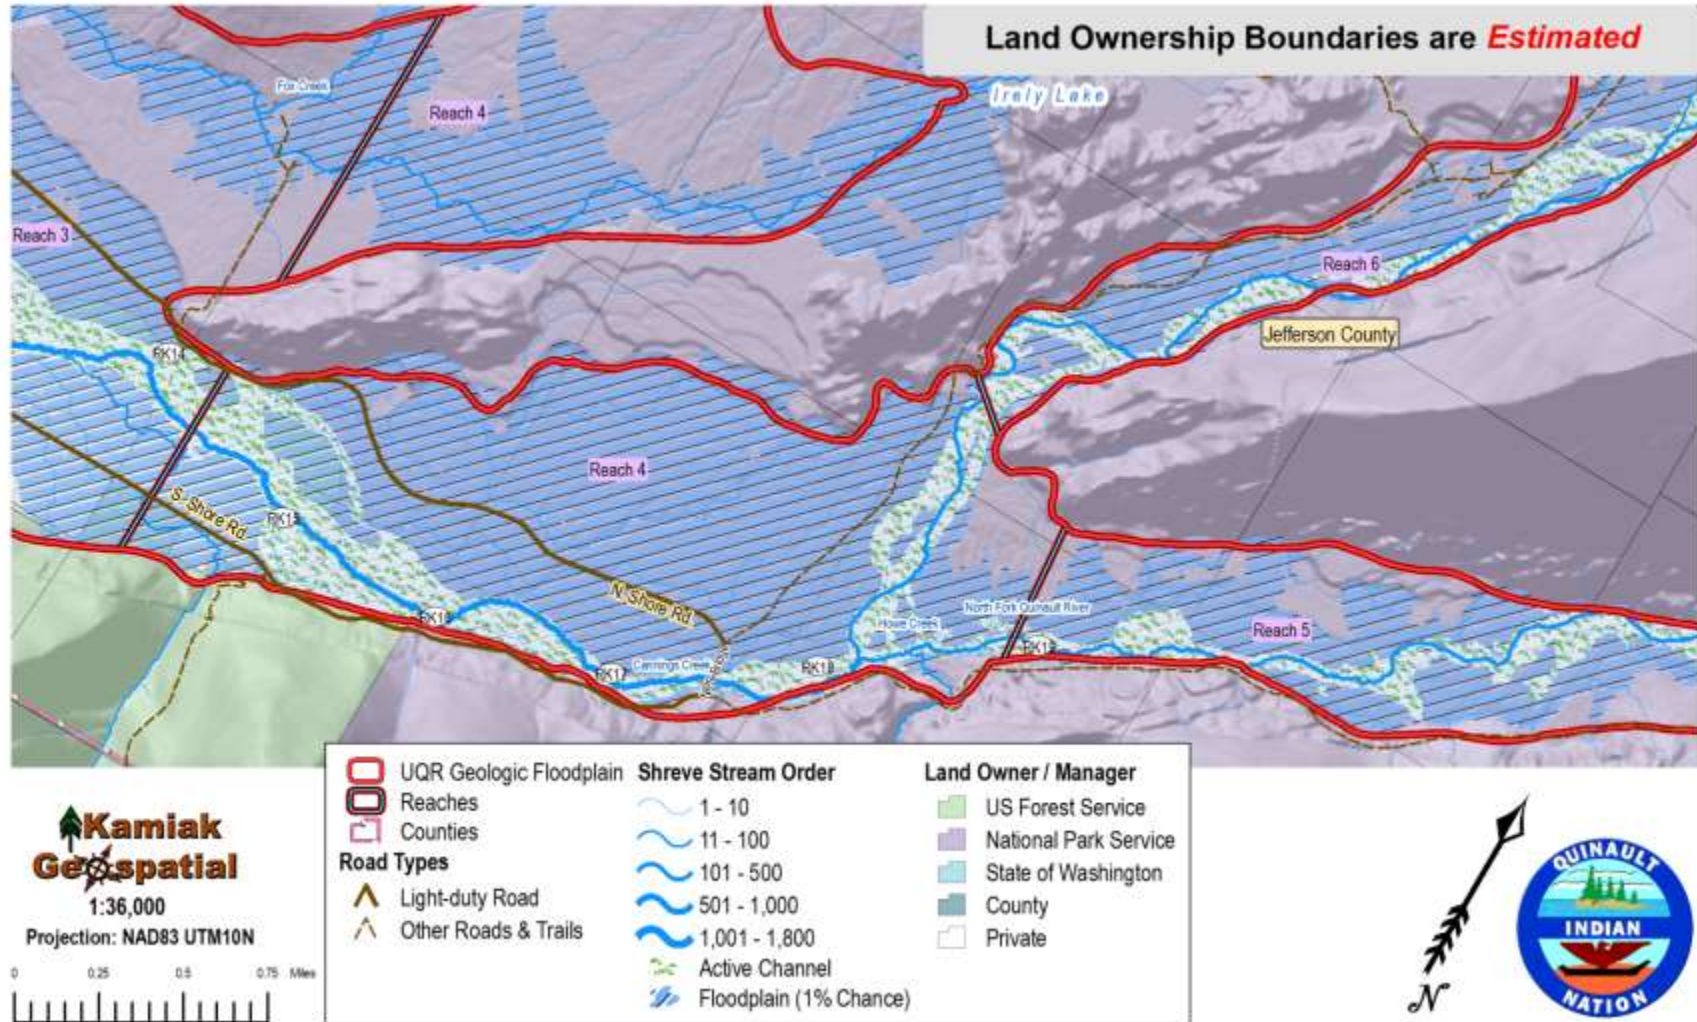 Land Ownership Boundaries are Estimated
Fox Creek
Reach 4
Irely Lake
Reach 3
Reach 6
Jefferson County
RK14
Reach 4
S. Shore Rd.
RK15
N. Shore Rd.
RK16
North Fork Quinault River
Howe Creek
Reach 5
Cannings Creek
RK17
RK18
RK19
UQR Geologic Floodplain
Reaches
Counties
Road Types
Light-duty Road
Other Roads & Trails
Shreve Stream Order
1 - 10
11 - 100
101 - 500
501 - 1,000
1,001 - 1,800
Active Channel
Floodplain (1% Chance)
Land Owner / Manager
US Forest Service
National Park Service
State of Washington
County
Private
Kamiak
Geospatial
1:36,000
Projection: NAD83 UTM10N
0 0.25 0.5 0.75 Miles
N
QUINAULT
INDIAN
NATION